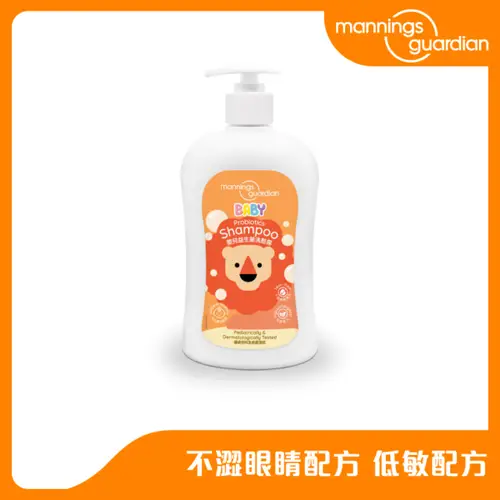 mannings
guardian
mannings
guardian
BABY
Probiotics
Shampoo
嬰兒益生菌洗髮露
Pediatrically &
Dermatologically Tested
不澀眼睛配方 低敏配方